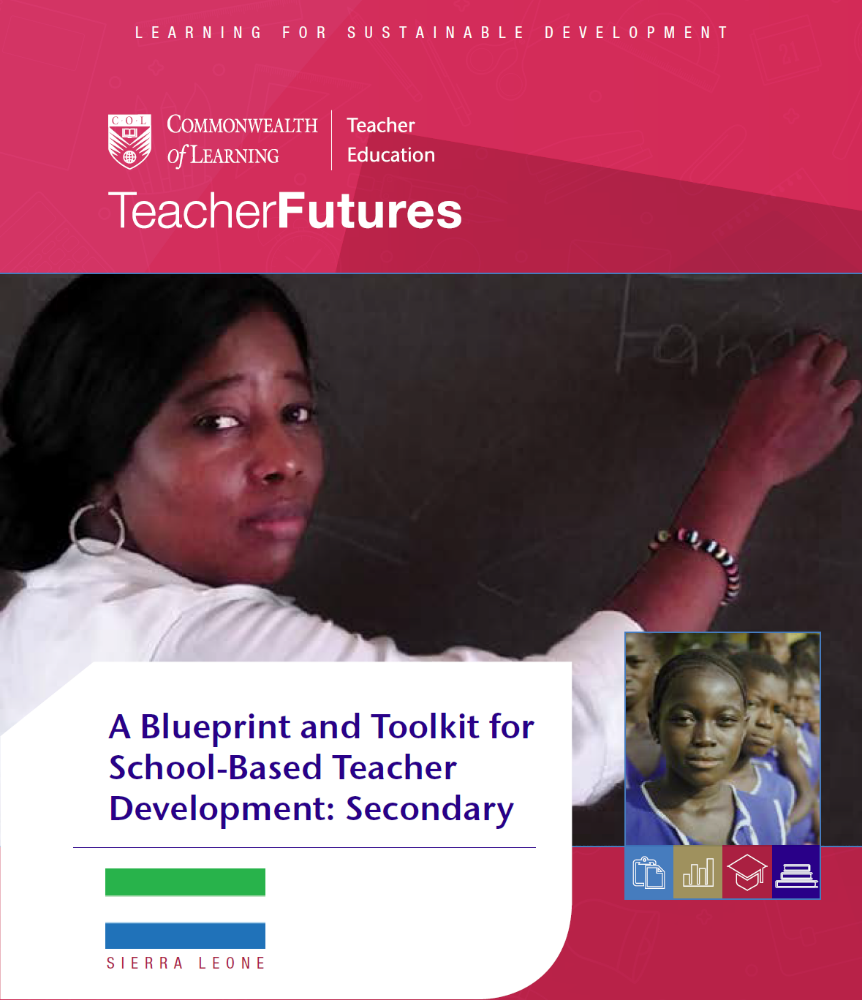 LEARNING FOR SUSTAINABLE DEVELOPMENT
C·O·L
COMMONWEALTH
of LEARNING
Teacher
Education
TeacherFutures
Fam
A Blueprint and Toolkit for
School-Based Teacher
Development: Secondary
SIERRA LEONE